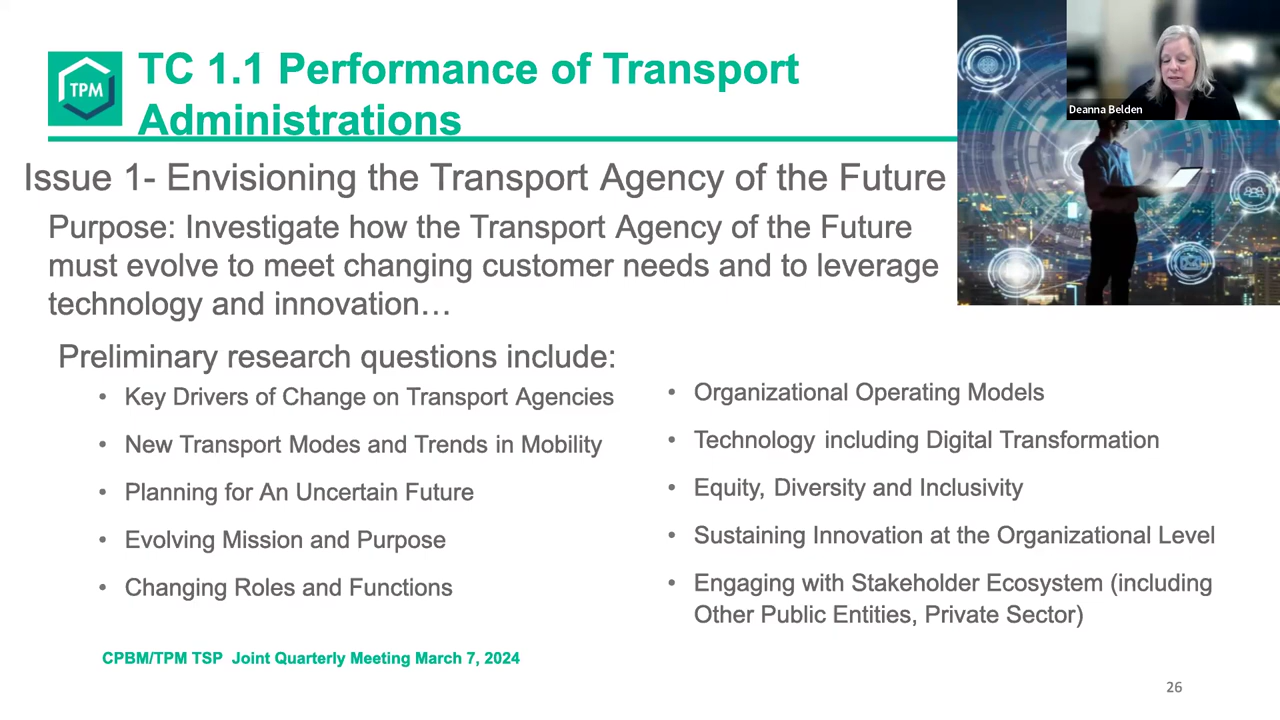 TPM
TC 1.1 Performance of Transport
Administrations
Deanna Belden
Issue 1- Envisioning the Transport Agency of the Future
Purpose: Investigate how the Transport Agency of the Future
must evolve to meet changing customer needs and to leverage
technology and innovation…
Preliminary research questions include:
• Key Drivers of Change on Transport Agencies
• New Transport Modes and Trends in Mobility
• Planning for An Uncertain Future
• Evolving Mission and Purpose
• Changing Roles and Functions
• Organizational Operating Models
• Technology including Digital Transformation
• Equity, Diversity and Inclusivity
• Sustaining Innovation at the Organizational Level
• Engaging with Stakeholder Ecosystem (including
Other Public Entities, Private Sector)
CPBM/TPM TSP Joint Quarterly Meeting March 7, 2024
26